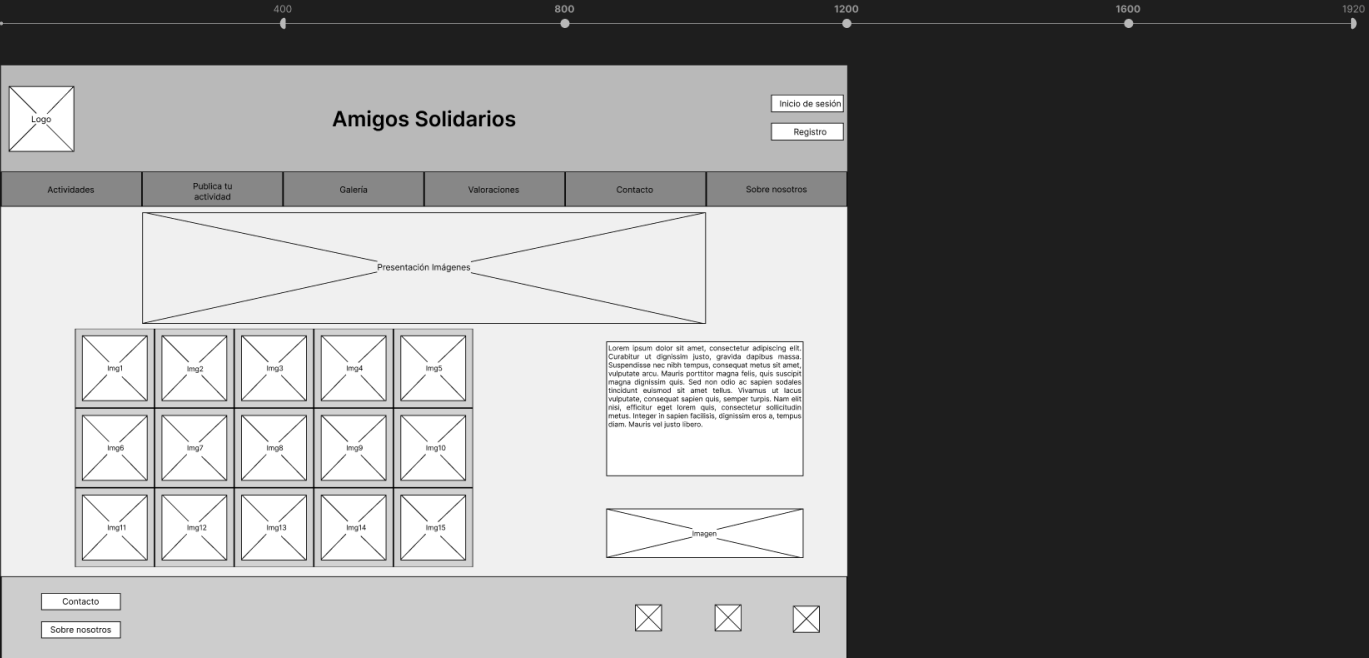 400
800
1200
1600
1920
Logo
Amigos Solidarios
Inicio de sesión
Registro
Actividades
Publica tu
actividad
Galería
Valoraciones
Contacto
Sobre nosotros
Presentación Imágenes
Img1
Img2
Img3
Img4
Img5
Img6
Img7
Img8
Img9
Img10
Img11
Img12
Img13
Img14
Img15
Lorem ipsum dolor sit amet, consectetur adipiscing elit.
Curabitur ut dignissim justo, gravida dapibus massa.
Suspendisse nec nibh tempus, consequat metus sit amet,
vulputate arcu. Mauris porttitor magna felis, quis suscipit
magna dignissim quis. Sed non odio ac sapien sodales
tincidunt euismod sit amet tellus. Vivamus ut lacus
vulputate, consequat sapien quis, semper turpis. Nam elit
nisi, efficitur eget lorem quis, consectetur sollicitudin
metus. Integer in sapien facilisis, dignissim eros a, tempus
diam. Mauris vel justo libero.
Imagen
Contacto
Sobre nosotros